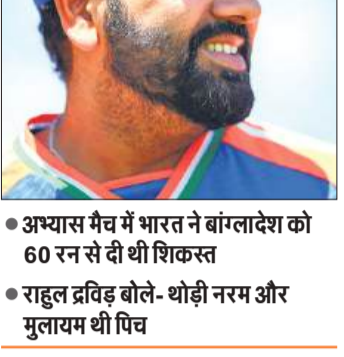 ● अभ्यास मैच में भारत ने बांग्लादेश को
60 रन से दी थी शिकस्त
● राहुल द्रविड़ बोले- थोड़ी नरम और
मुलायम थी पिच